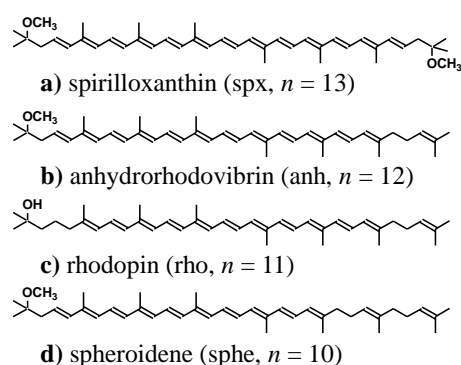 OCH3
OCH3
a) spirilloxanthin (spx, n = 13)
OCH3
b) anhydrorhodovibrin (anh, n = 12)
OH
c) rhodopin (rho, n = 11)
OCH3
d) spheroidene (sphe, n = 10)